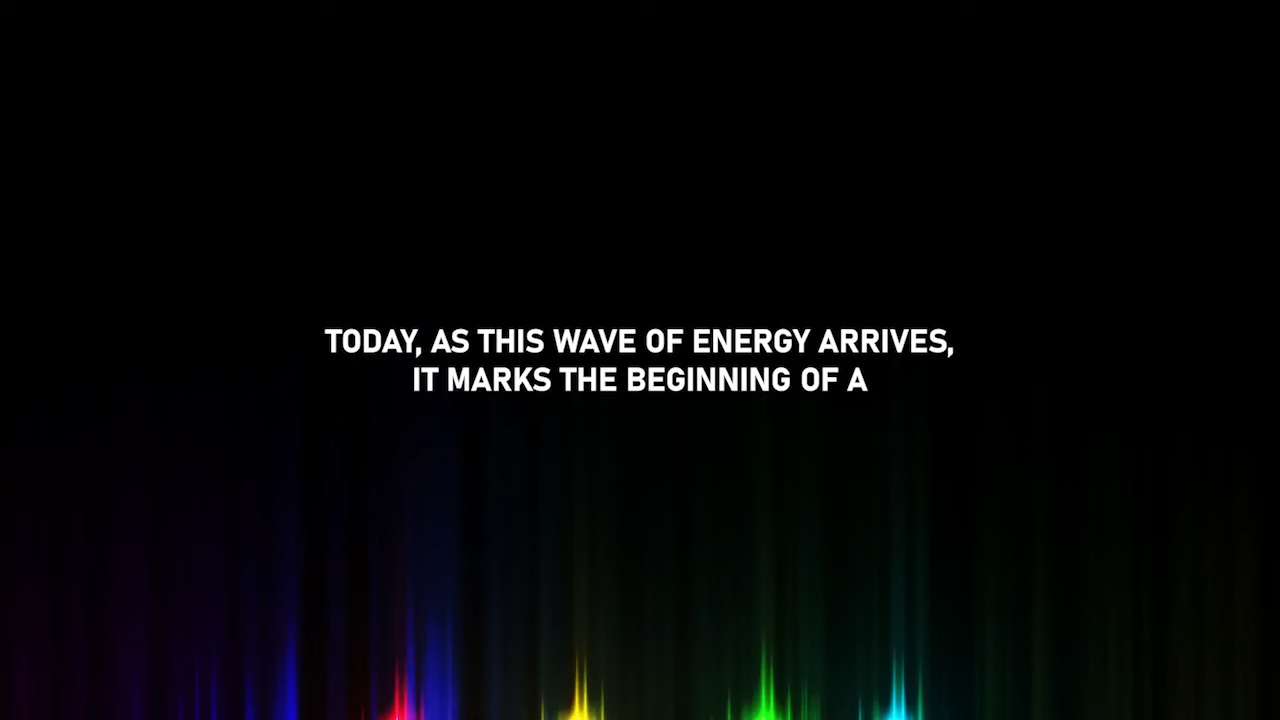 TODAY, AS THIS WAVE OF ENERGY ARRIVES,
IT MARKS THE BEGINNING OF A